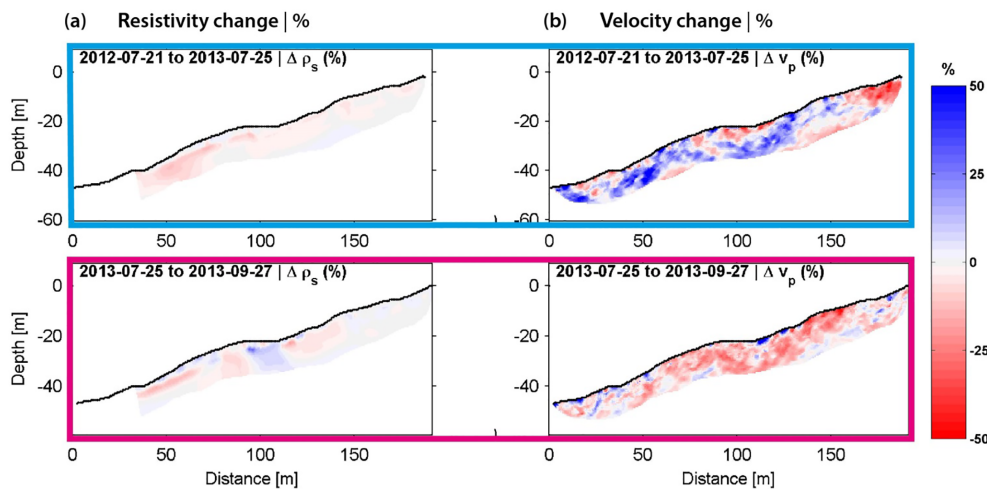 (a) Resistivity change | %
(b) Velocity change | %
2012-07-21 to 2013-07-25 | Δ ρs (%)
2012-07-21 to 2013-07-25 | Δ vp (%)
%
Depth [m]
0
-20
-40
-60
0 50 100 150
0
-20
-40
-60
0 50 100 150
2013-07-25 to 2013-09-27 | Δ ρs (%)
2013-07-25 to 2013-09-27 | Δ vp (%)
Depth [m]
0
-20
-40
0 50 100 150
Distance [m]
0
-20
-40
0 50 100 150
Distance [m]
50
25
0
-25
-50